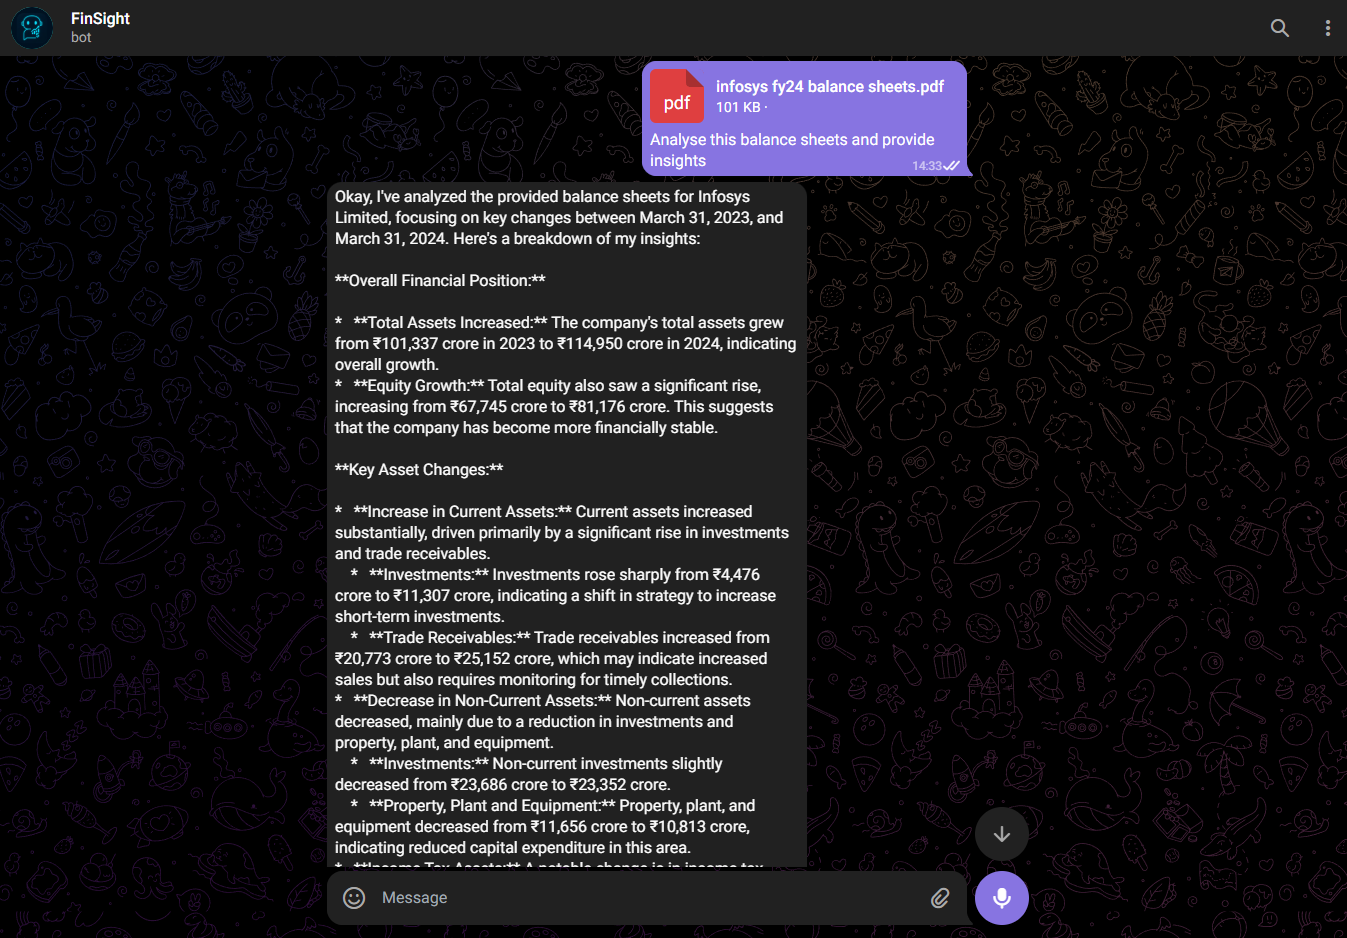 FinSight
bot
pdf
infosys fy24 balance sheets.pdf
101 KB ·
Analyse this balance sheets and provide
insights
14:33
Okay, I've analyzed the provided balance sheets for Infosys
Limited, focusing on key changes between March 31, 2023, and
March 31, 2024. Here's a breakdown of my insights:
**Overall Financial Position:**
*   **Total Assets Increased:** The company's total assets grew
from ₹101,337 crore in 2023 to ₹114,950 crore in 2024, indicating
overall growth.
*   **Equity Growth:** Total equity also saw a significant rise,
increasing from ₹67,745 crore to ₹81,176 crore. This suggests
that the company has become more financially stable.
**Key Asset Changes:**
*   **Increase in Current Assets:** Current assets increased
substantially, driven primarily by a significant rise in investments
and trade receivables.
*   **Investments:** Investments rose sharply from ₹4,476
crore to ₹11,307 crore, indicating a shift in strategy to increase
short-term investments.
*   **Trade Receivables:** Trade receivables increased from
₹20,773 crore to ₹25,152 crore, which may indicate increased
sales but also requires monitoring for timely collections.
*   **Decrease in Non-Current Assets:** Non-current assets
decreased, mainly due to a reduction in investments and
property, plant, and equipment.
*   **Investments:** Non-current investments slightly
decreased from ₹23,686 crore to ₹23,352 crore.
*   **Property, Plant and Equipment:** Property, plant, and
equipment decreased from ₹11,656 crore to ₹10,813 crore,
indicating reduced capital expenditure in this area.
*   **Income Tax Assets:** A notable change is in income tax
Message